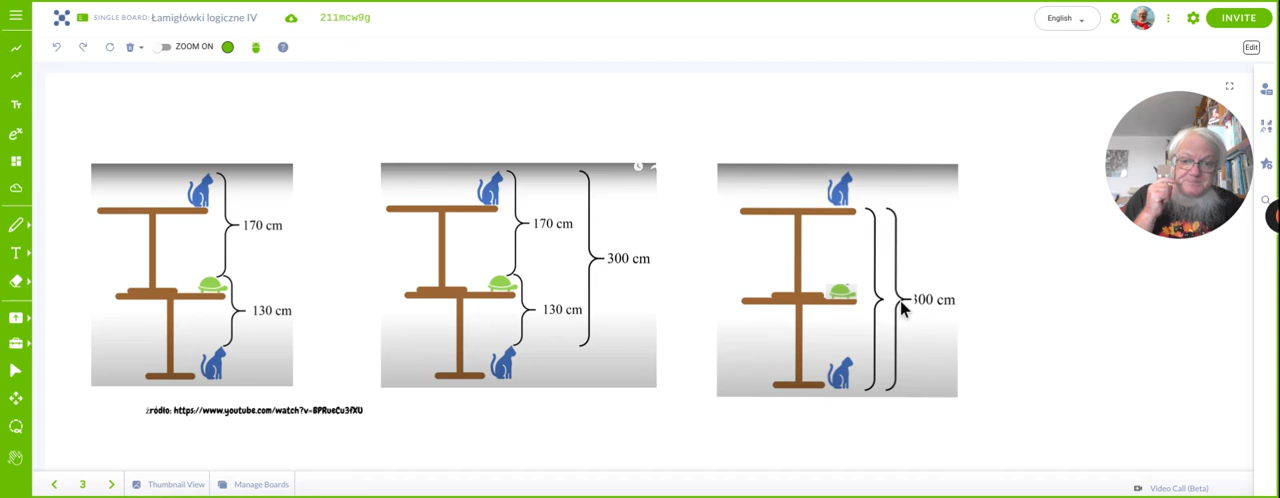 SINGLE BOARD: Łamigłówki logiczne IV
211mcw9g
English
INVITE
ZOOM ON
Edit
170 cm
130 cm
170 cm
130 cm
300 cm
300 cm
źródło: https://www.youtube.com/watch?v=BPRueCu3fXU
3
Thumbnail View
Manage Boards
Video Call (Beta)